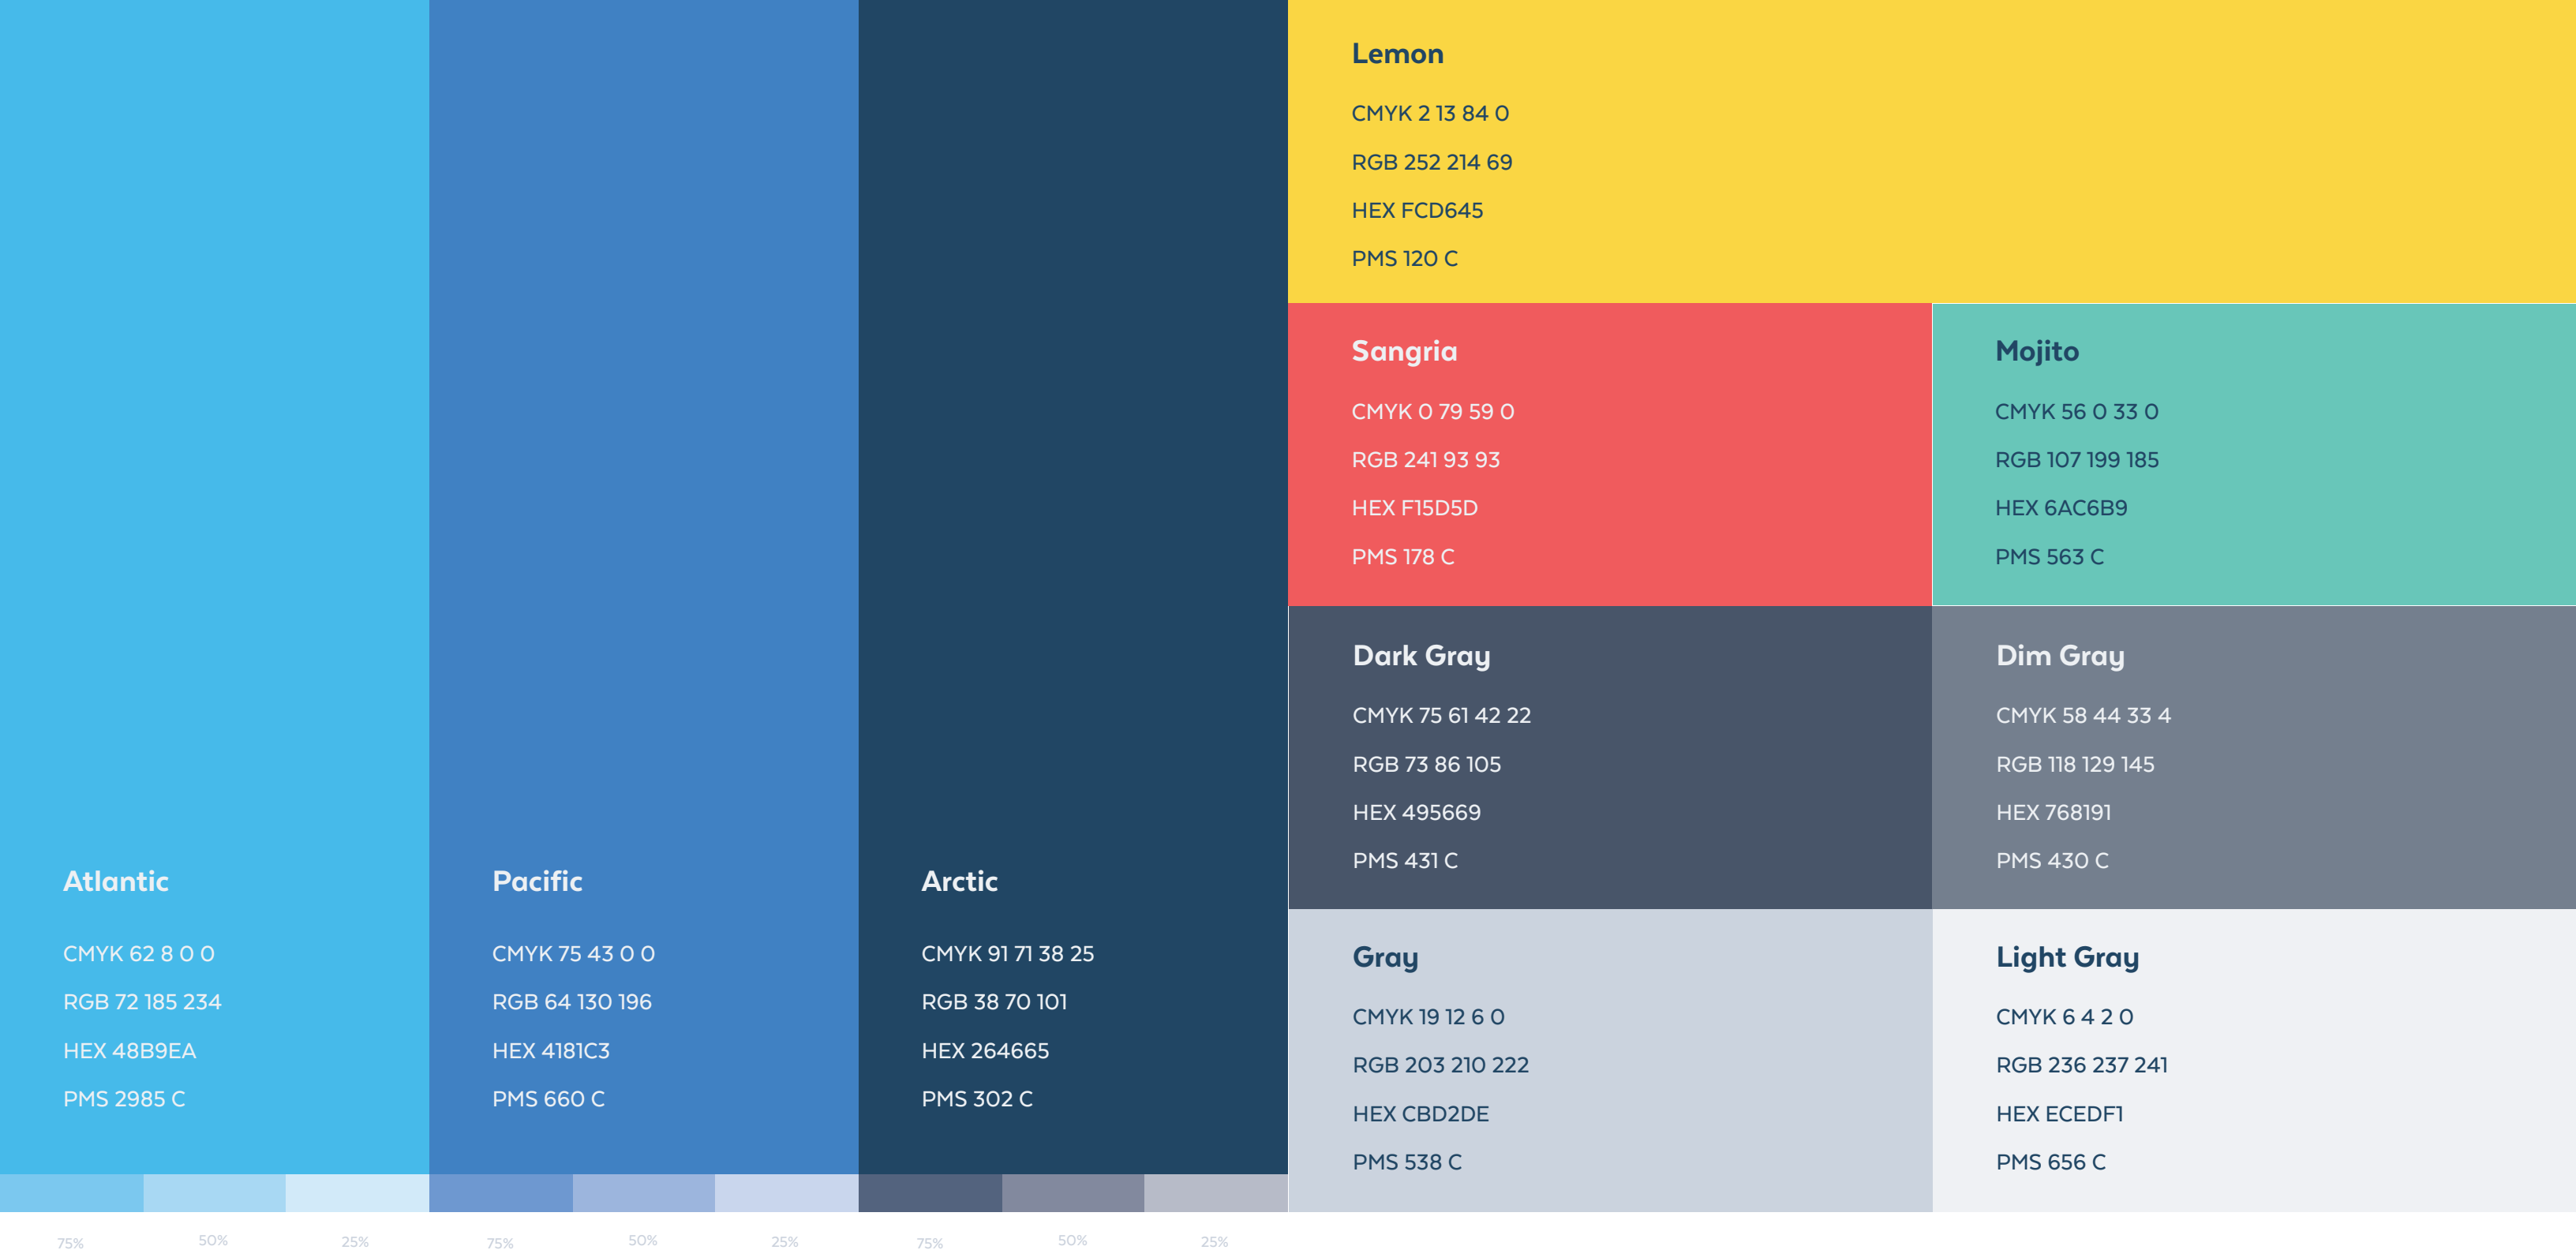 Atlantic
CMYK 62 8 0 0
RGB 72 185 234
HEX 48B9EA
PMS 2985 C
75%
50%
25%
Pacific
CMYK 75 43 0 0
RGB 64 130 196
HEX 4181C3
PMS 660 C
75%
50%
25%
Arctic
CMYK 91 71 38 25
RGB 38 70 101
HEX 264665
PMS 302 C
75%
50%
25%
Lemon
CMYK 2 13 84 0
RGB 252 214 69
HEX FCD645
PMS 120 C
Sangria
CMYK 0 79 59 0
RGB 241 93 93
HEX F15D5D
PMS 178 C
Mojito
CMYK 56 0 33 0
RGB 107 199 185
HEX 6AC6B9
PMS 563 C
Dark Gray
CMYK 75 61 42 22
RGB 73 86 105
HEX 495669
PMS 431 C
Dim Gray
CMYK 58 44 33 4
RGB 118 129 145
HEX 768191
PMS 430 C
Gray
CMYK 19 12 6 0
RGB 203 210 222
HEX CBD2DE
PMS 538 C
Light Gray
CMYK 6 4 2 0
RGB 236 237 241
HEX ECEDF1
PMS 656 C